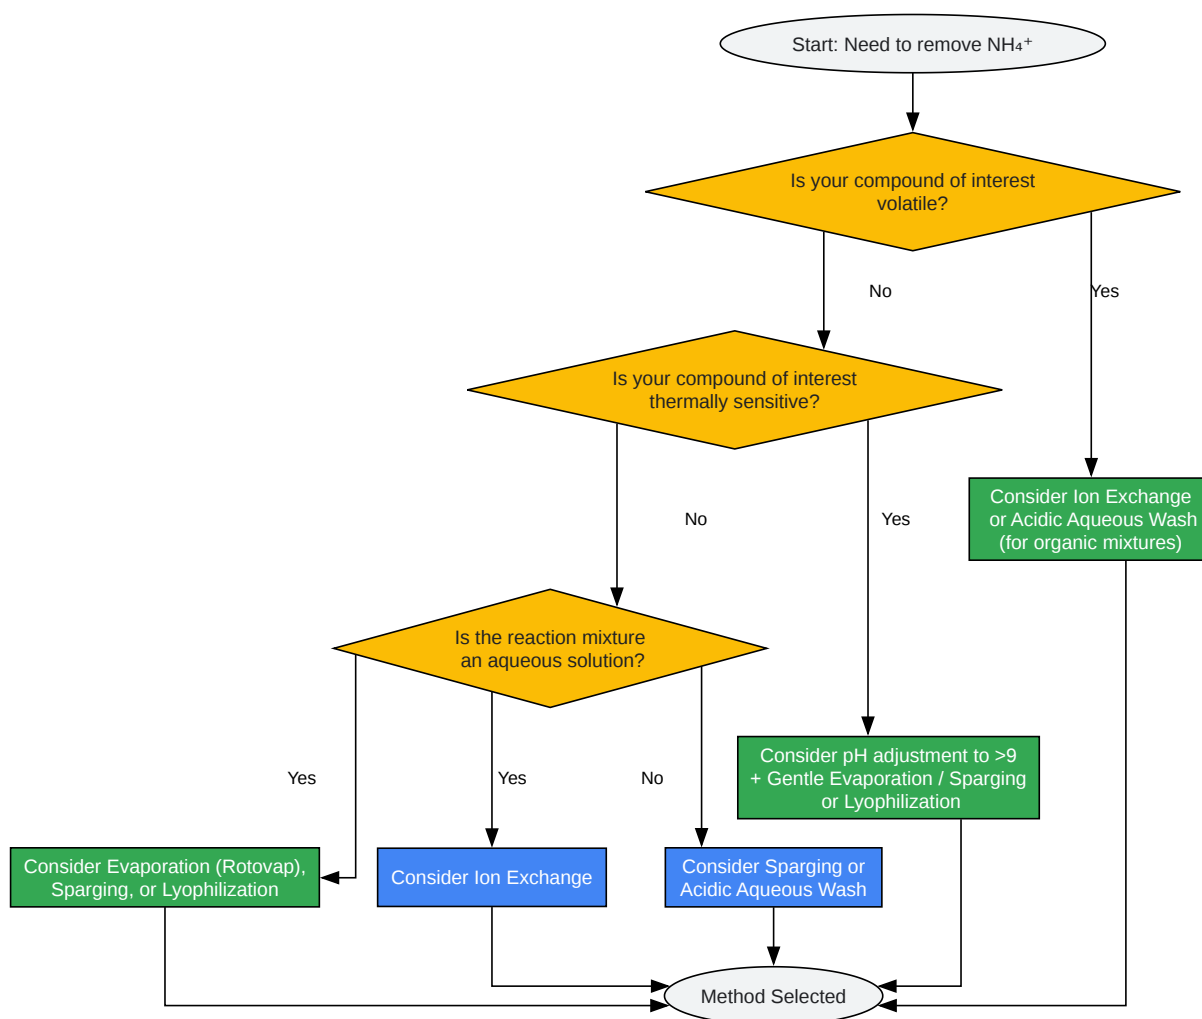 Start: Need to remove NH₄⁺
Is your compound of interest
volatile?
No
Yes
Is your compound of interest
thermally sensitive?
No
Yes
Consider Ion Exchange
or Acidic Aqueous Wash
(for organic mixtures)
Is the reaction mixture
an aqueous solution?
Yes
Yes
No
Consider pH adjustment to >9
+ Gentle Evaporation / Sparging
or Lyophilization
Consider Evaporation (Rotovap),
Sparging, or Lyophilization
Consider Ion Exchange
Consider Sparging or
Acidic Aqueous Wash
Method Selected